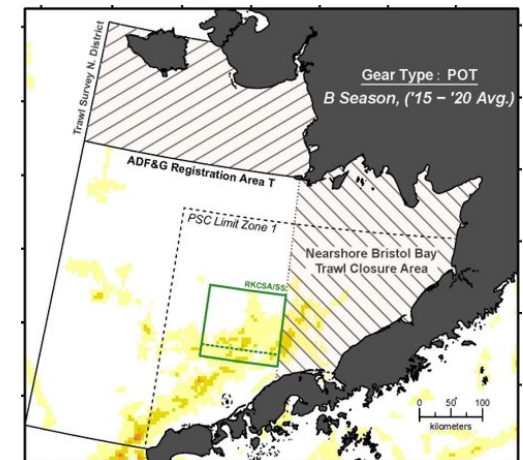 Gear Type : POT
B Season, ('15 – '20 Avg.)
Trawl Survey N. District
ADF&G Registration Area T
PSC Limit Zone 1
Nearshore Bristol Bay
Trawl Closure Area
RKCSA/SS
0 50 100
kilometers